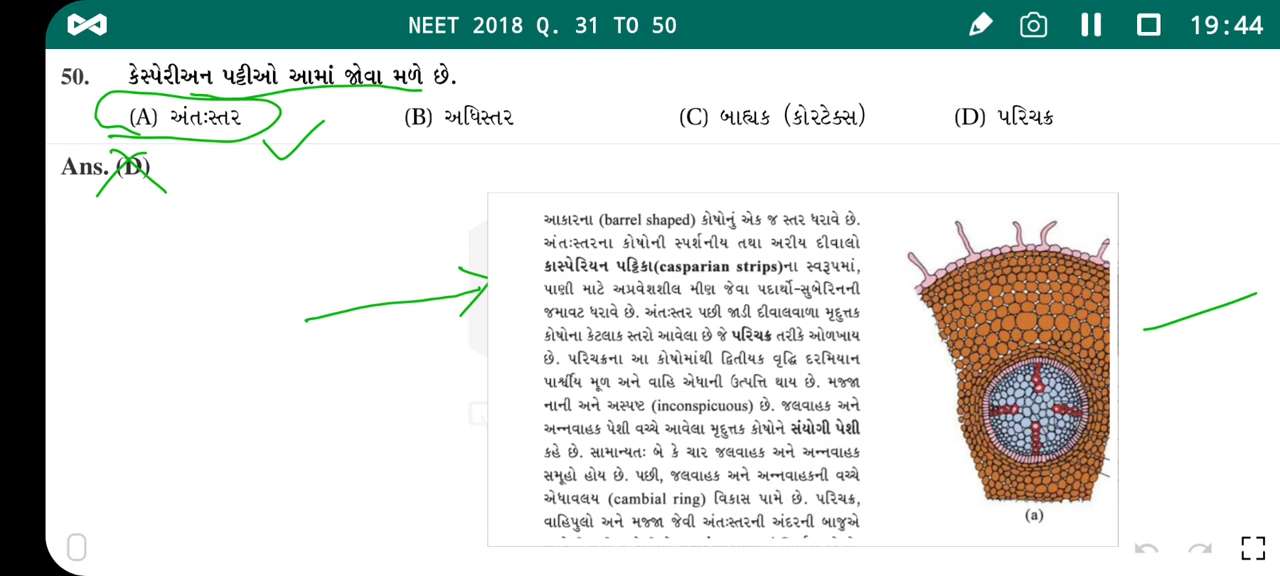 NEET 2018 Q. 31 TO 50
19:44
50. કેસ્પેરીઅન પટ્ટીઓ આમાં જોવા મળે છે.
(A) અંતઃસ્તર (B) અધિસ્તર (C) બાહ્યક (કોરટેક્સ) (D) પરિચક્ર
Ans. (D)
આકારના (barrel shaped) કોષોનું એક જ સ્તર ધરાવે છે.
અંતઃસ્તરના કોષોની સ્પર્શનીય તથા અરીય દીવાલો
કાસ્પેરિયન પટ્ટિકા(casparian strips)ના સ્વરૂપમાં,
પાણી માટે અપ્રવેશશીલ મીણ જેવા પદાર્થો-સુબેરિનની
જમાવટ ધરાવે છે. અંતઃસ્તર પછી જાડી દીવાલવાળા મૃદુત્તક
કોષોના કેટલાક સ્તરો આવેલા છે જે પરિચક્ર તરીકે ઓળખાય
છે. પરિચક્રના આ કોષોમાંથી દ્વિતીયક વૃદ્ધિ દરમિયાન
પાર્શ્વીય મૂળ અને વાહિ એધાની ઉત્પત્તિ થાય છે. મજ્જા
નાની અને અસ્પષ્ટ (inconspicuous) છે. જલવાહક અને
અન્નવાહક પેશી વચ્ચે આવેલા મૃદુત્તક કોષોને સંયોગી પેશી
કહે છે. સામાન્યતઃ બે કે ચાર જલવાહક અને અન્નવાહક
સમૂહો હોય છે. પછી, જલવાહક અને અન્નવાહકની વચ્ચે
એધાવલય (cambial ring) વિકાસ પામે છે. પરિચક્ર,
વાહિપુલો અને મજ્જા જેવી અંતઃસ્તરની અંદરની બાજુએ
(a)